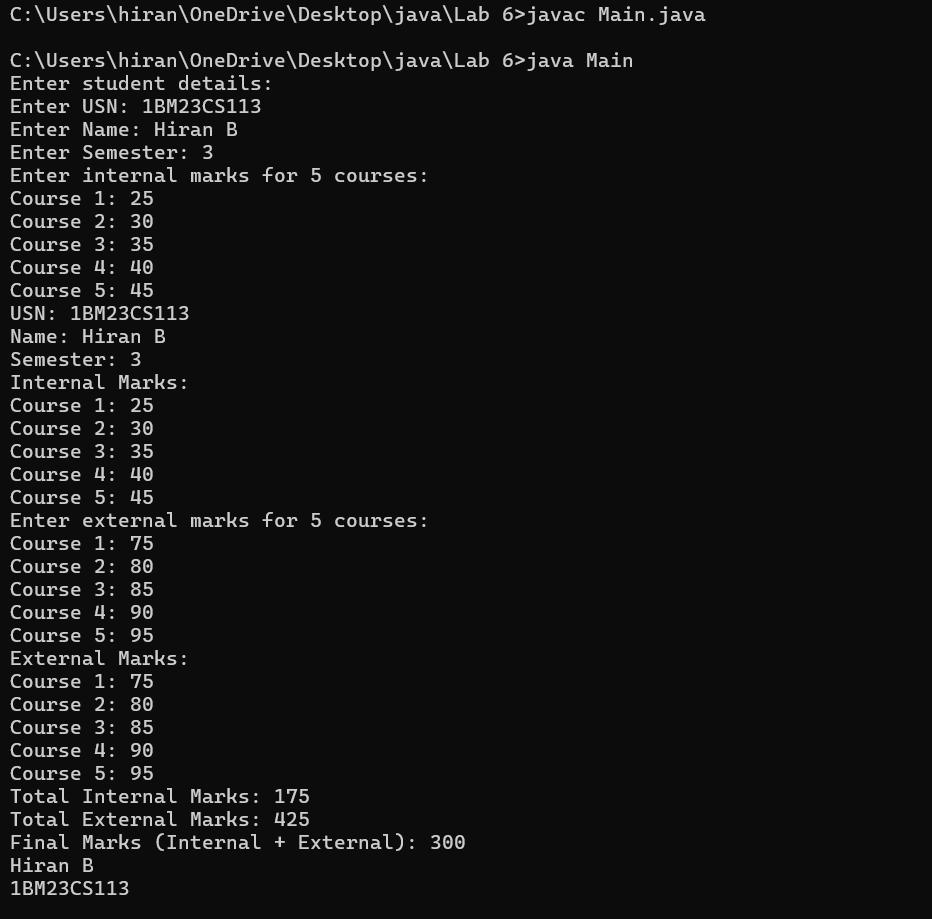 C:\Users\hiran\OneDrive\Desktop\java\Lab 6>javac Main.java
C:\Users\hiran\OneDrive\Desktop\java\Lab 6>java Main
Enter student details:
Enter USN: 1BM23CS113
Enter Name: Hiran B
Enter Semester: 3
Enter internal marks for 5 courses:
Course 1: 25
Course 2: 30
Course 3: 35
Course 4: 40
Course 5: 45
USN: 1BM23CS113
Name: Hiran B
Semester: 3
Internal Marks:
Course 1: 25
Course 2: 30
Course 3: 35
Course 4: 40
Course 5: 45
Enter external marks for 5 courses:
Course 1: 75
Course 2: 80
Course 3: 85
Course 4: 90
Course 5: 95
External Marks:
Course 1: 75
Course 2: 80
Course 3: 85
Course 4: 90
Course 5: 95
Total Internal Marks: 175
Total External Marks: 425
Final Marks (Internal + External): 300
Hiran B
1BM23CS113